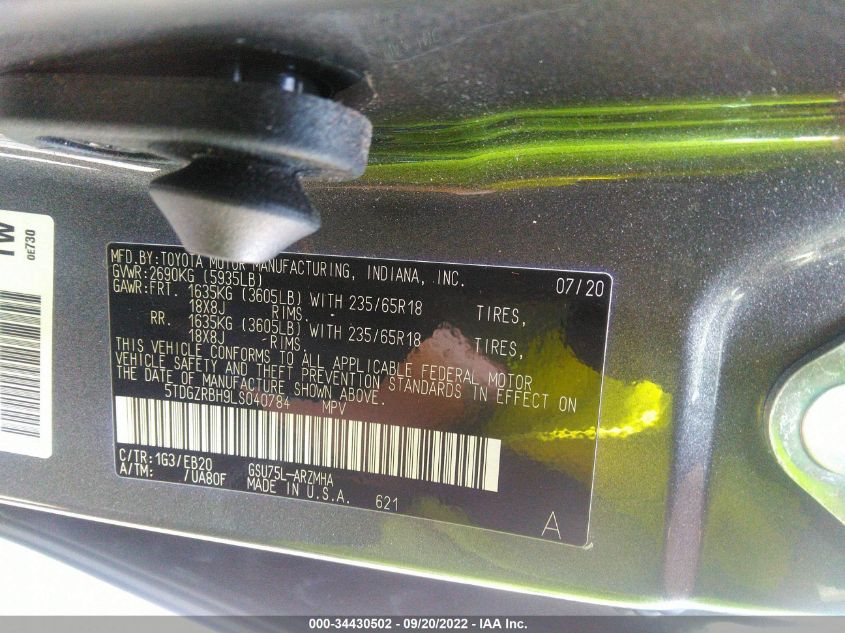 TW
0E730
MFD.BY:TOYOTA MOTOR MANUFACTURING, INDIANA, INC. 07/20
GVWR:2690KG (5935LB)
GAWR:FRT. 1635KG (3605LB) WITH 235/65R18 TIRES,
18X8J -RIMS.
RR. 1635KG (3605LB) WITH 235/65R18 TIRES,
18X8J -RIMS.
THIS VEHICLE CONFORMS TO ALL APPLICABLE FEDERAL MOTOR
VEHICLE SAFETY AND THEFT PREVENTION STANDARDS IN EFFECT ON
THE DATE OF MANUFACTURE SHOWN ABOVE.
5TDGZRBH9LS040784 MPV
C/TR:1G3/EB20 GSU75L-ARZMHA
A/TM: /UA80F MADE IN U.S.A. 621
A
000-34430502 — 09/20/2022 — IAA Inc.